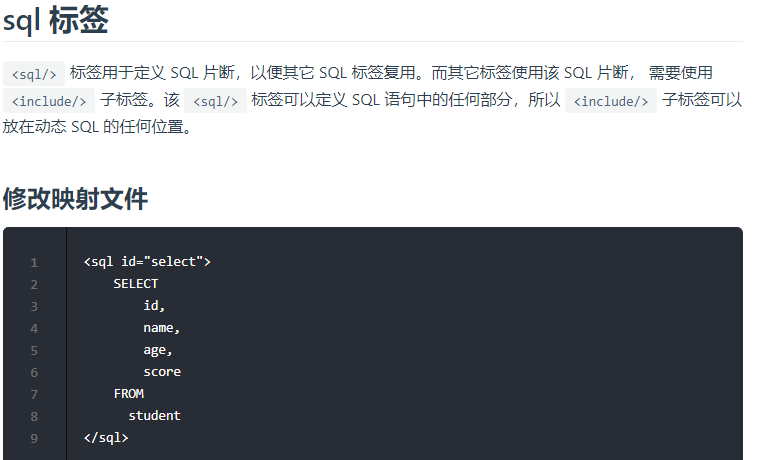 sql 标签
<sql/> 标签用于定义 SQL 片断，以便其它 SQL 标签复用。而其它标签使用该 SQL 片断， 需要使用
<include/> 子标签。该 <sql/> 标签可以定义 SQL 语句中的任何部分，所以 <include/> 子标签可以
放在动态 SQL 的任何位置。
修改映射文件
1 <sql id="select">
2     SELECT
3         id,
4         name,
5         age,
6         score
7     FROM
8       student
9 </sql>